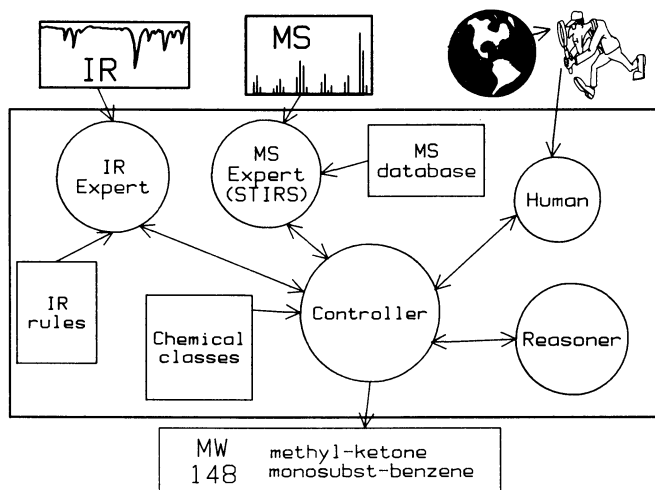 IR
MS
IR
Expert
MS
Expert
(STIRS)
MS
database
Human
IR
rules
Chemical
classes
Controller
Reasoner
MW methyl-ketone
148 monosubst-benzene